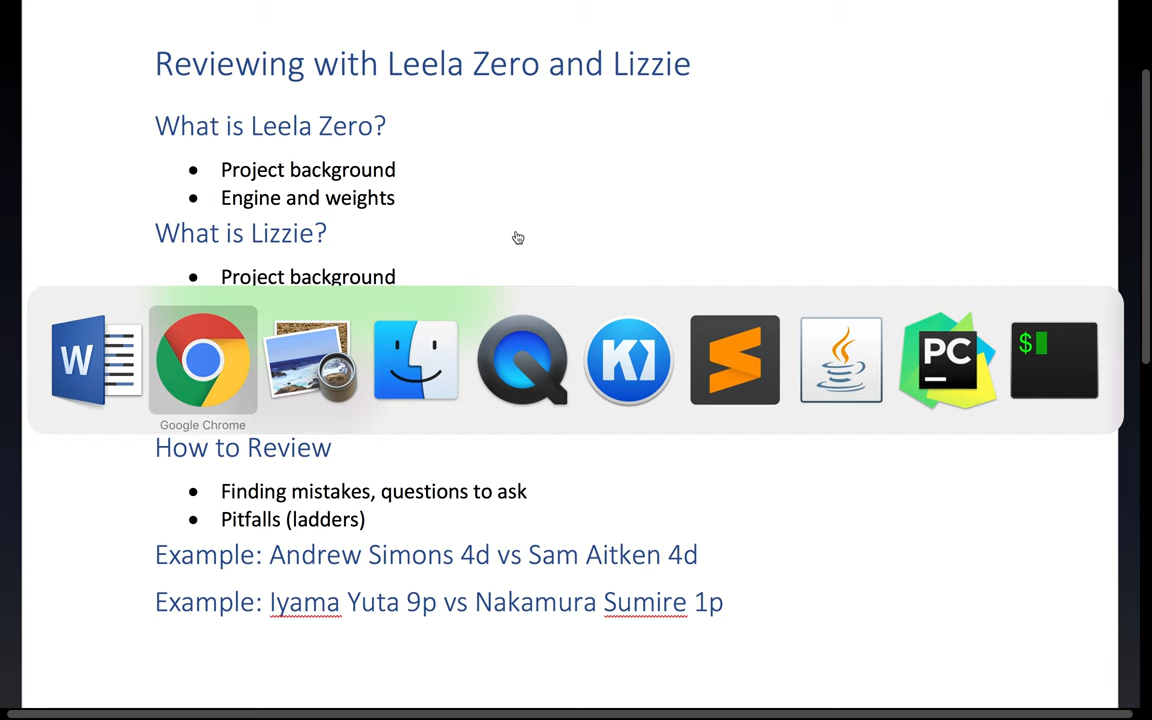 Reviewing with Leela Zero and Lizzie
What is Leela Zero?
• Project background
• Engine and weights
What is Lizzie?
• Project background
W
K
PC
$
Google Chrome
How to Review
• Finding mistakes, questions to ask
• Pitfalls (ladders)
Example: Andrew Simons 4d vs Sam Aitken 4d
Example: Iyama Yuta 9p vs Nakamura Sumire 1p